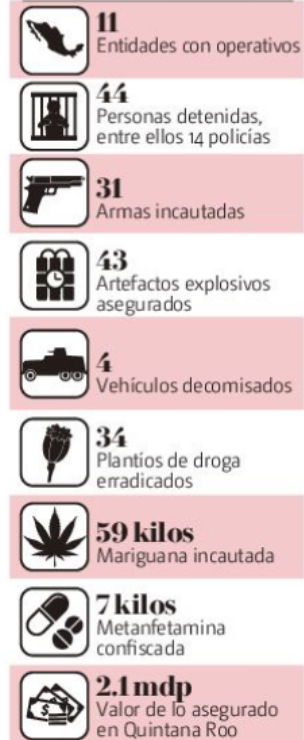 11
Entidades con operativos
44
Personas detenidas,
entre ellos 14 policías
31
Armas incautadas
43
Artefactos explosivos
asegurados
4
Vehículos decomisados
34
Plantíos de droga
erradicados
59 kilos
Mariguana incautada
7 kilos
Metanfetamina
confiscada
2.1 mdp
Valor de lo asegurado
en Quintana Roo